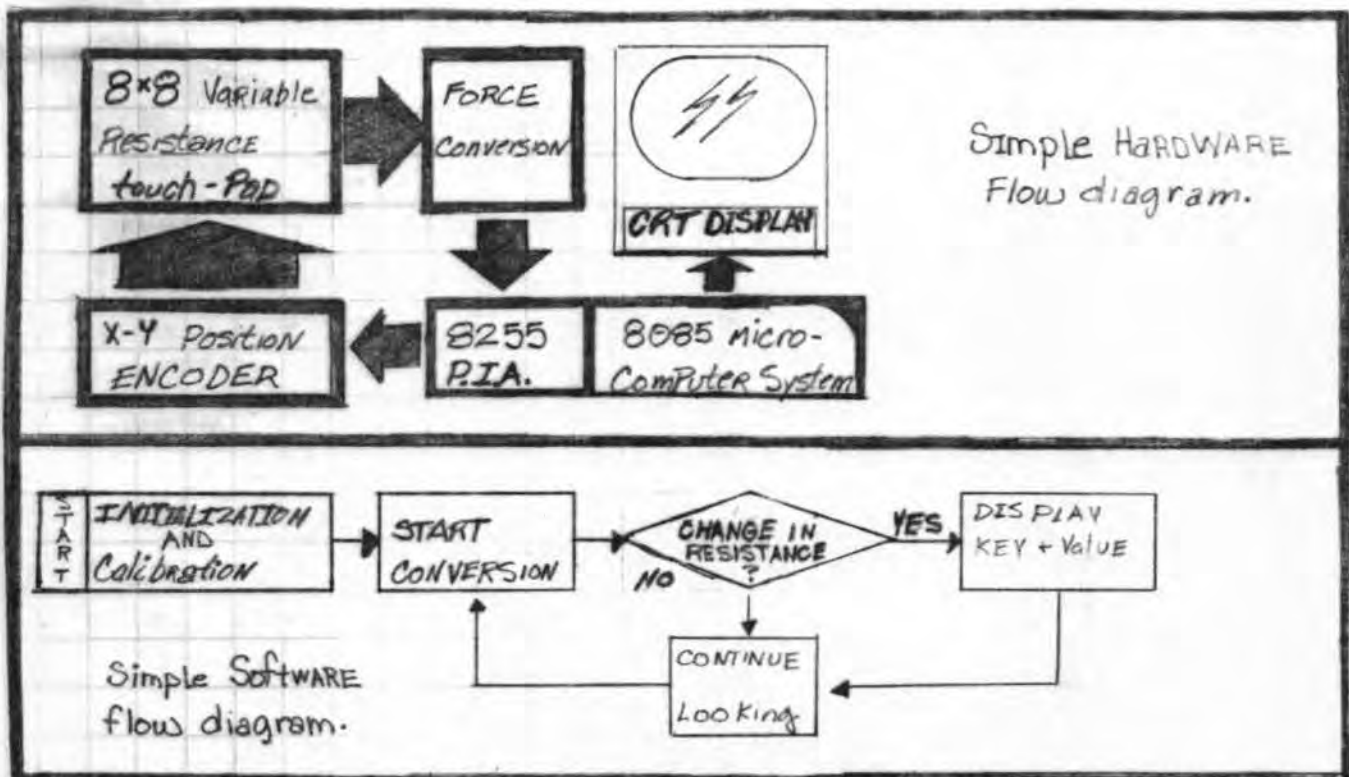 8×8 Variable
Resistance
touch-Pad
FORCE
Conversion
CRT DISPLAY
Simple HARDWARE
Flow diagram.
X-Y Position
ENCODER
8255
P.I.A.
8085 micro-
Computer System
START
INITIALIZATION
AND
Calibration
START
CONVERSION
CHANGE IN
RESISTANCE
?
YES
NO
DISPLAY
KEY + Value
CONTINUE
Looking
Simple Software
flow diagram.